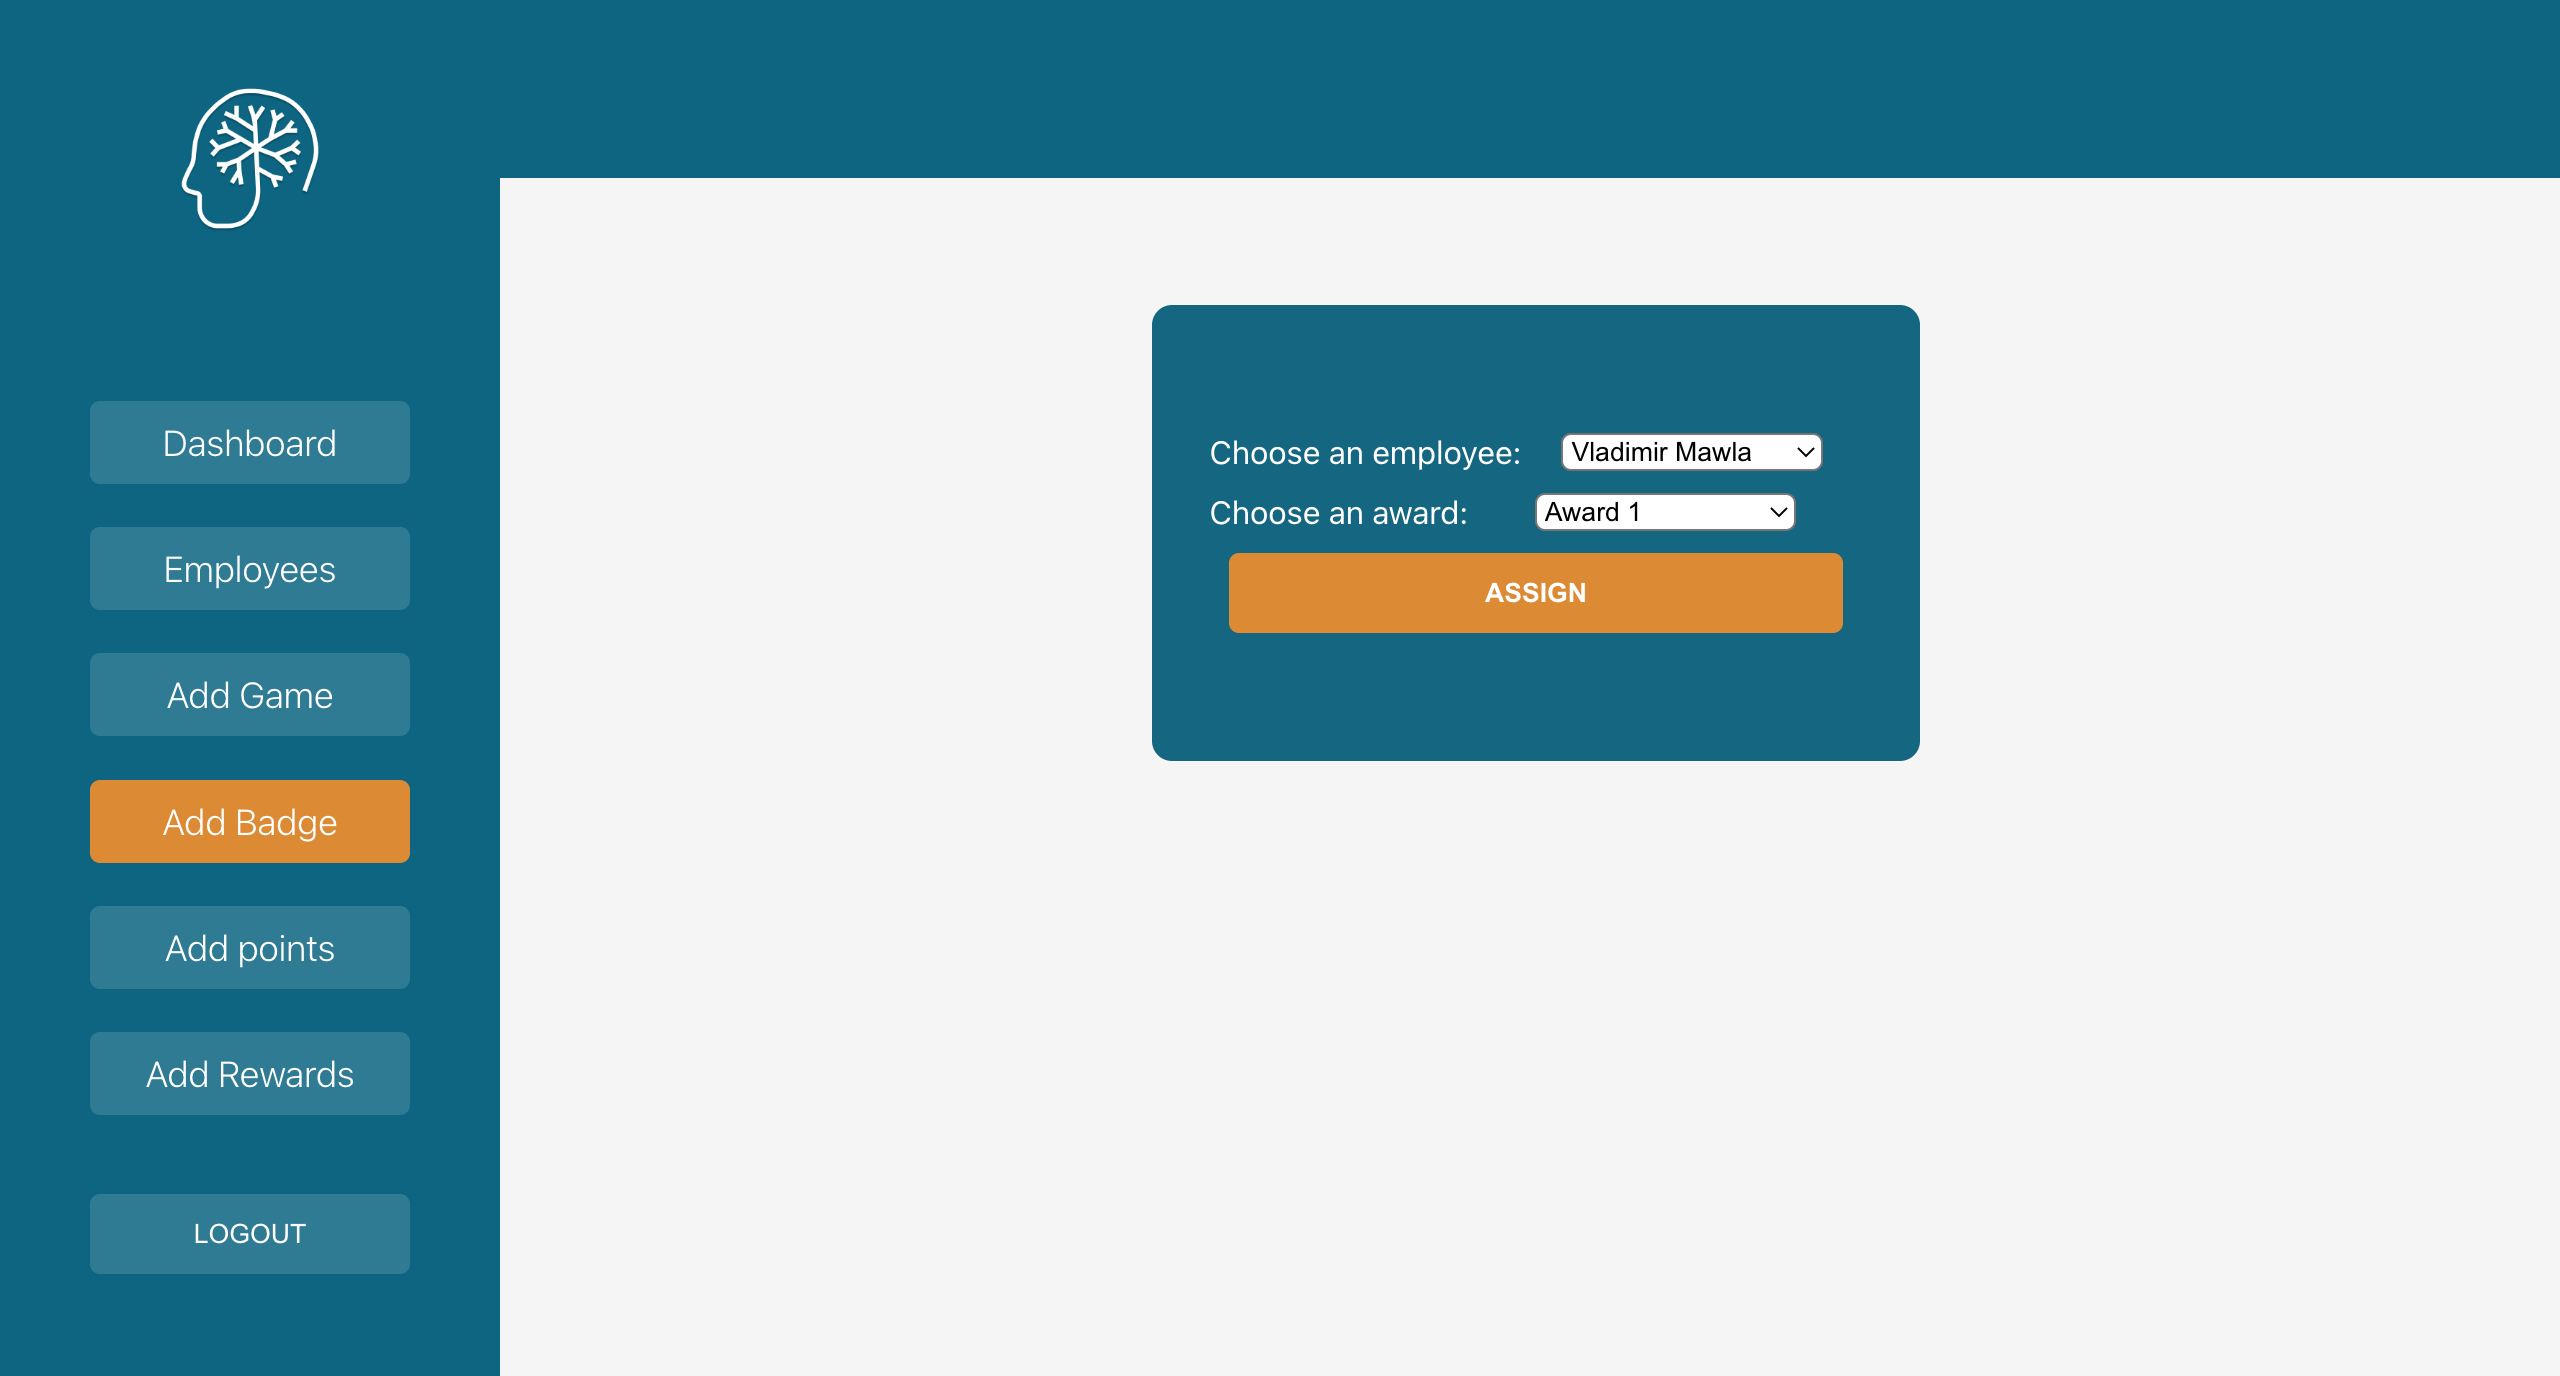 Dashboard
Employees
Add Game
Add Badge
Add points
Add Rewards
LOGOUT
Choose an employee: Vladimir Mawla
Choose an award: Award 1
ASSIGN